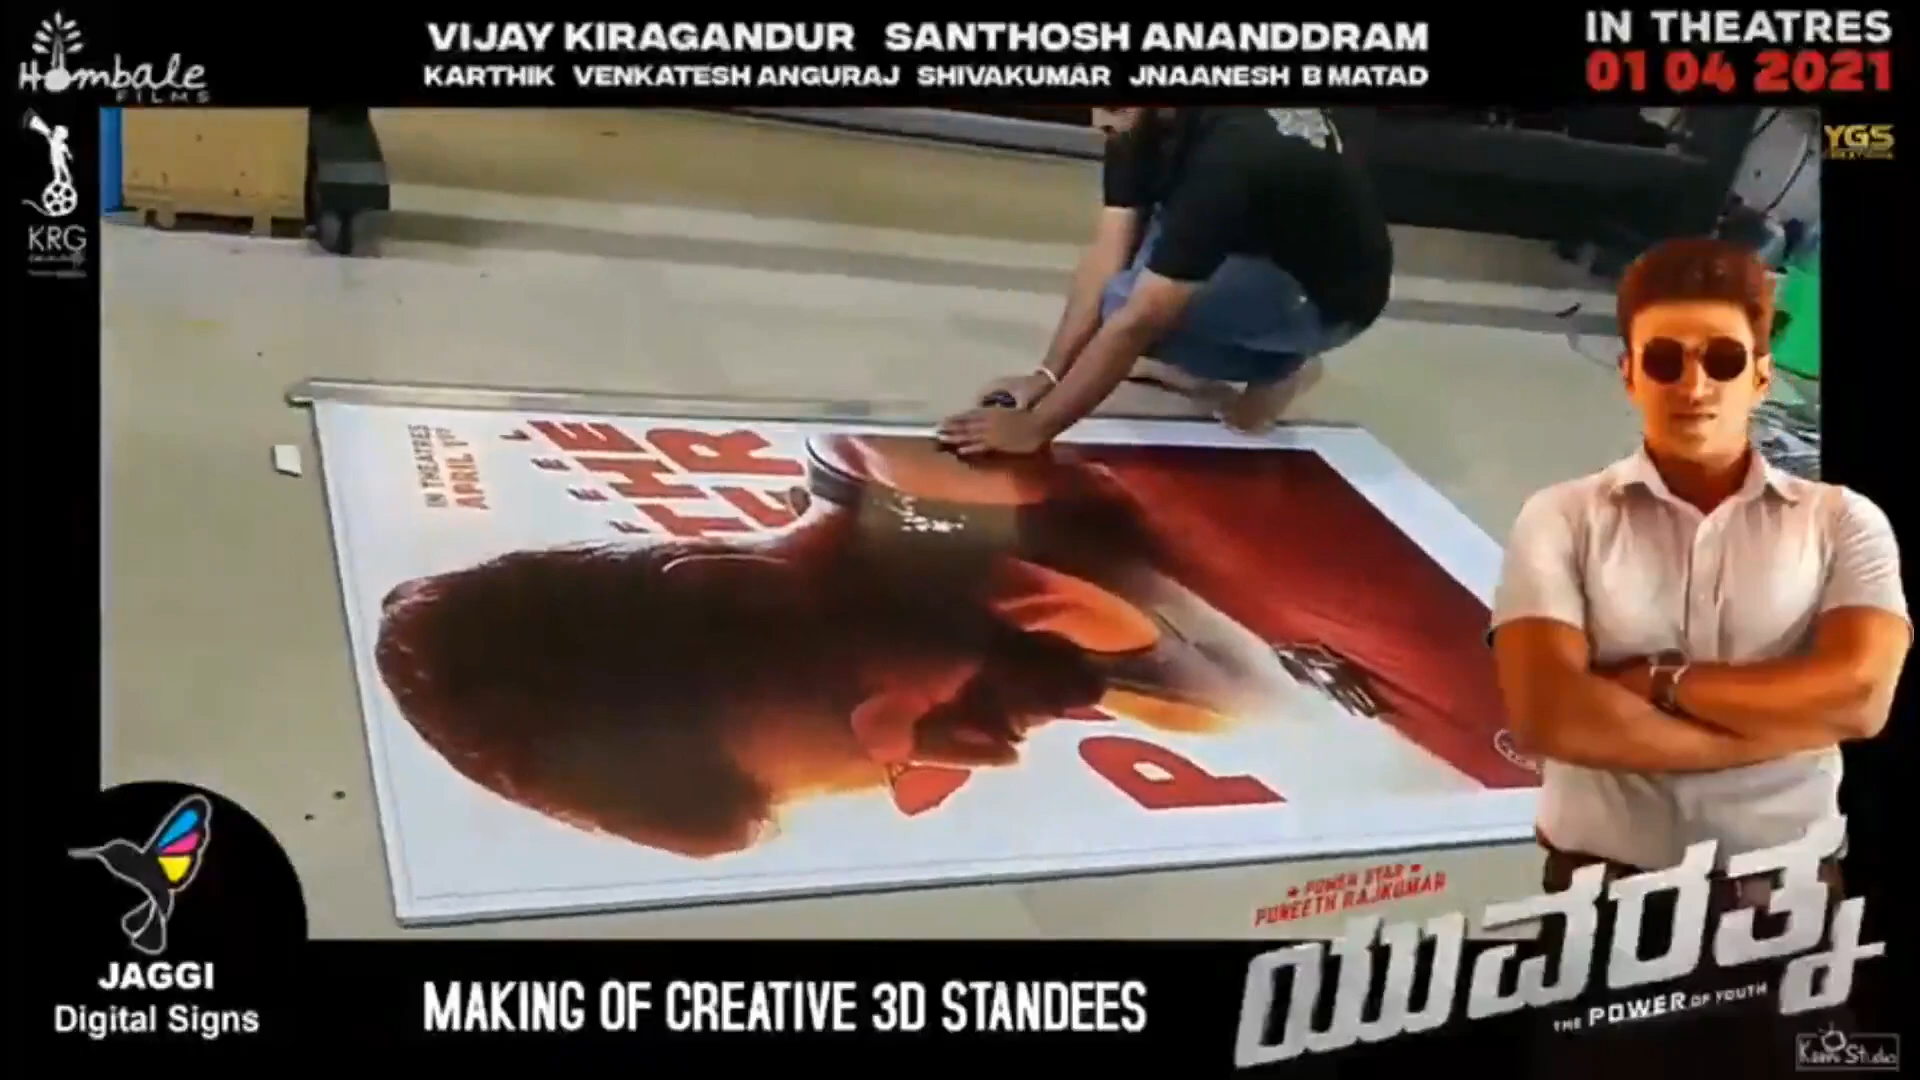 Hombale
FILMS
VIJAY KIRAGANDUR SANTHOSH ANANDDRAM
KARTHIK VENKATESH ANGURAJ SHIVAKUMAR JNAANESH B MATAD
IN THEATRES
01 04 2021
KRG
YGS
IN THEATRES
APRIL 1ST
THE
P
POWER STAR
PUNEETH RAJKUMAR
ಯುವರತ್ನ
THE POWER OF YOUTH
JAGGI
Digital Signs
MAKING OF CREATIVE 3D STANDEES
Studio